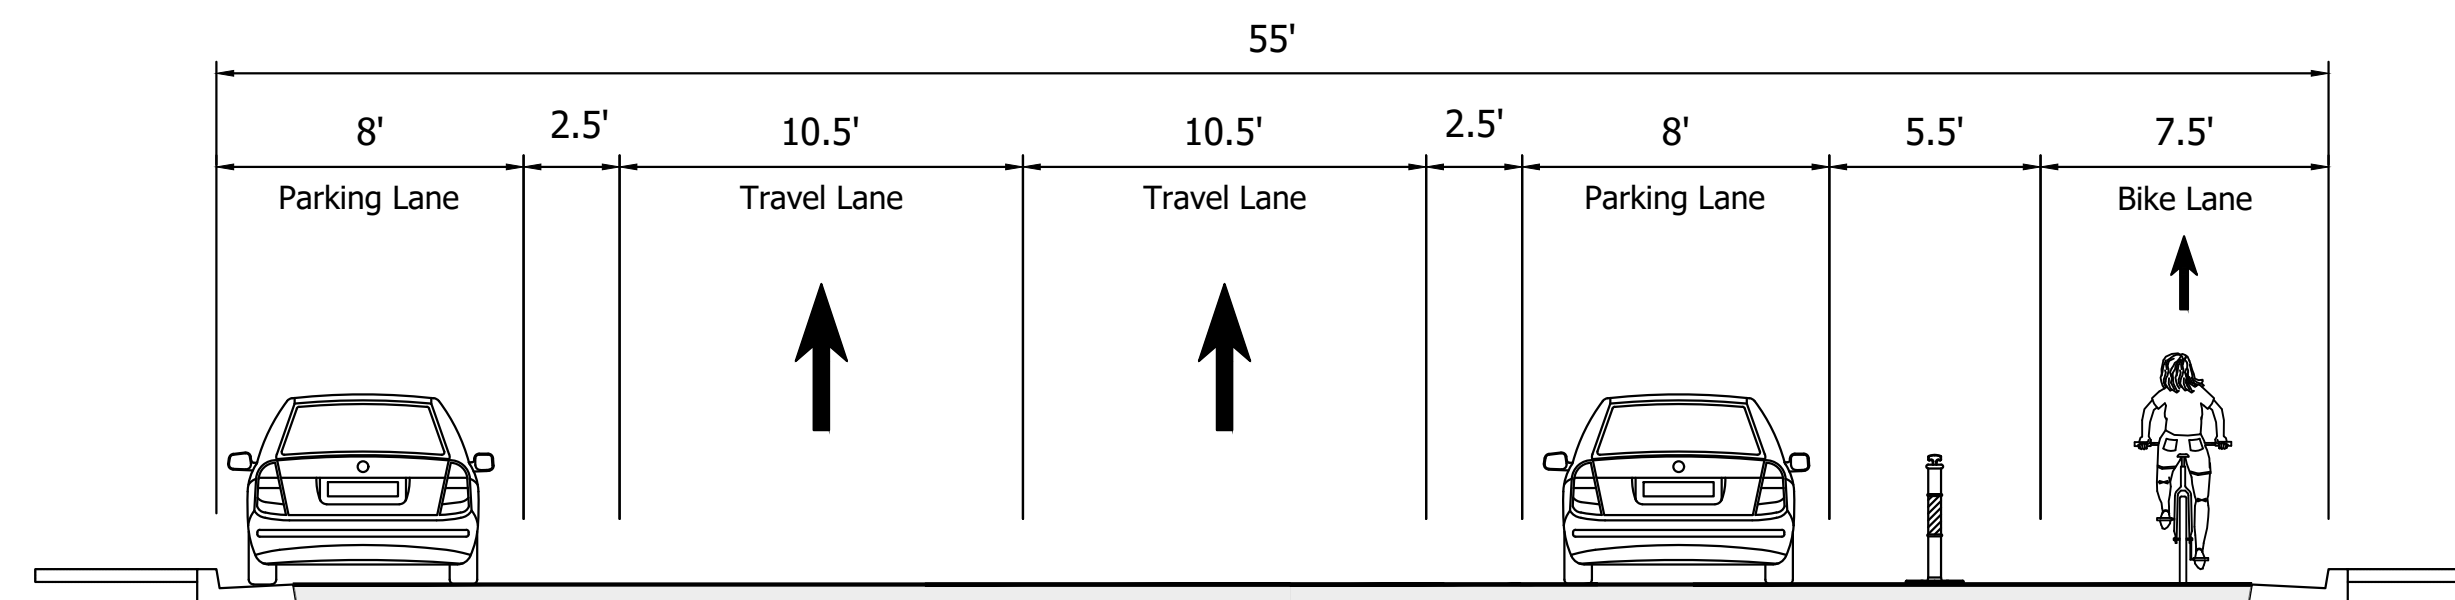 55'
8' 2.5' 10.5' 10.5' 2.5' 8' 5.5' 7.5'
Parking Lane Travel Lane Travel Lane Parking Lane Bike Lane